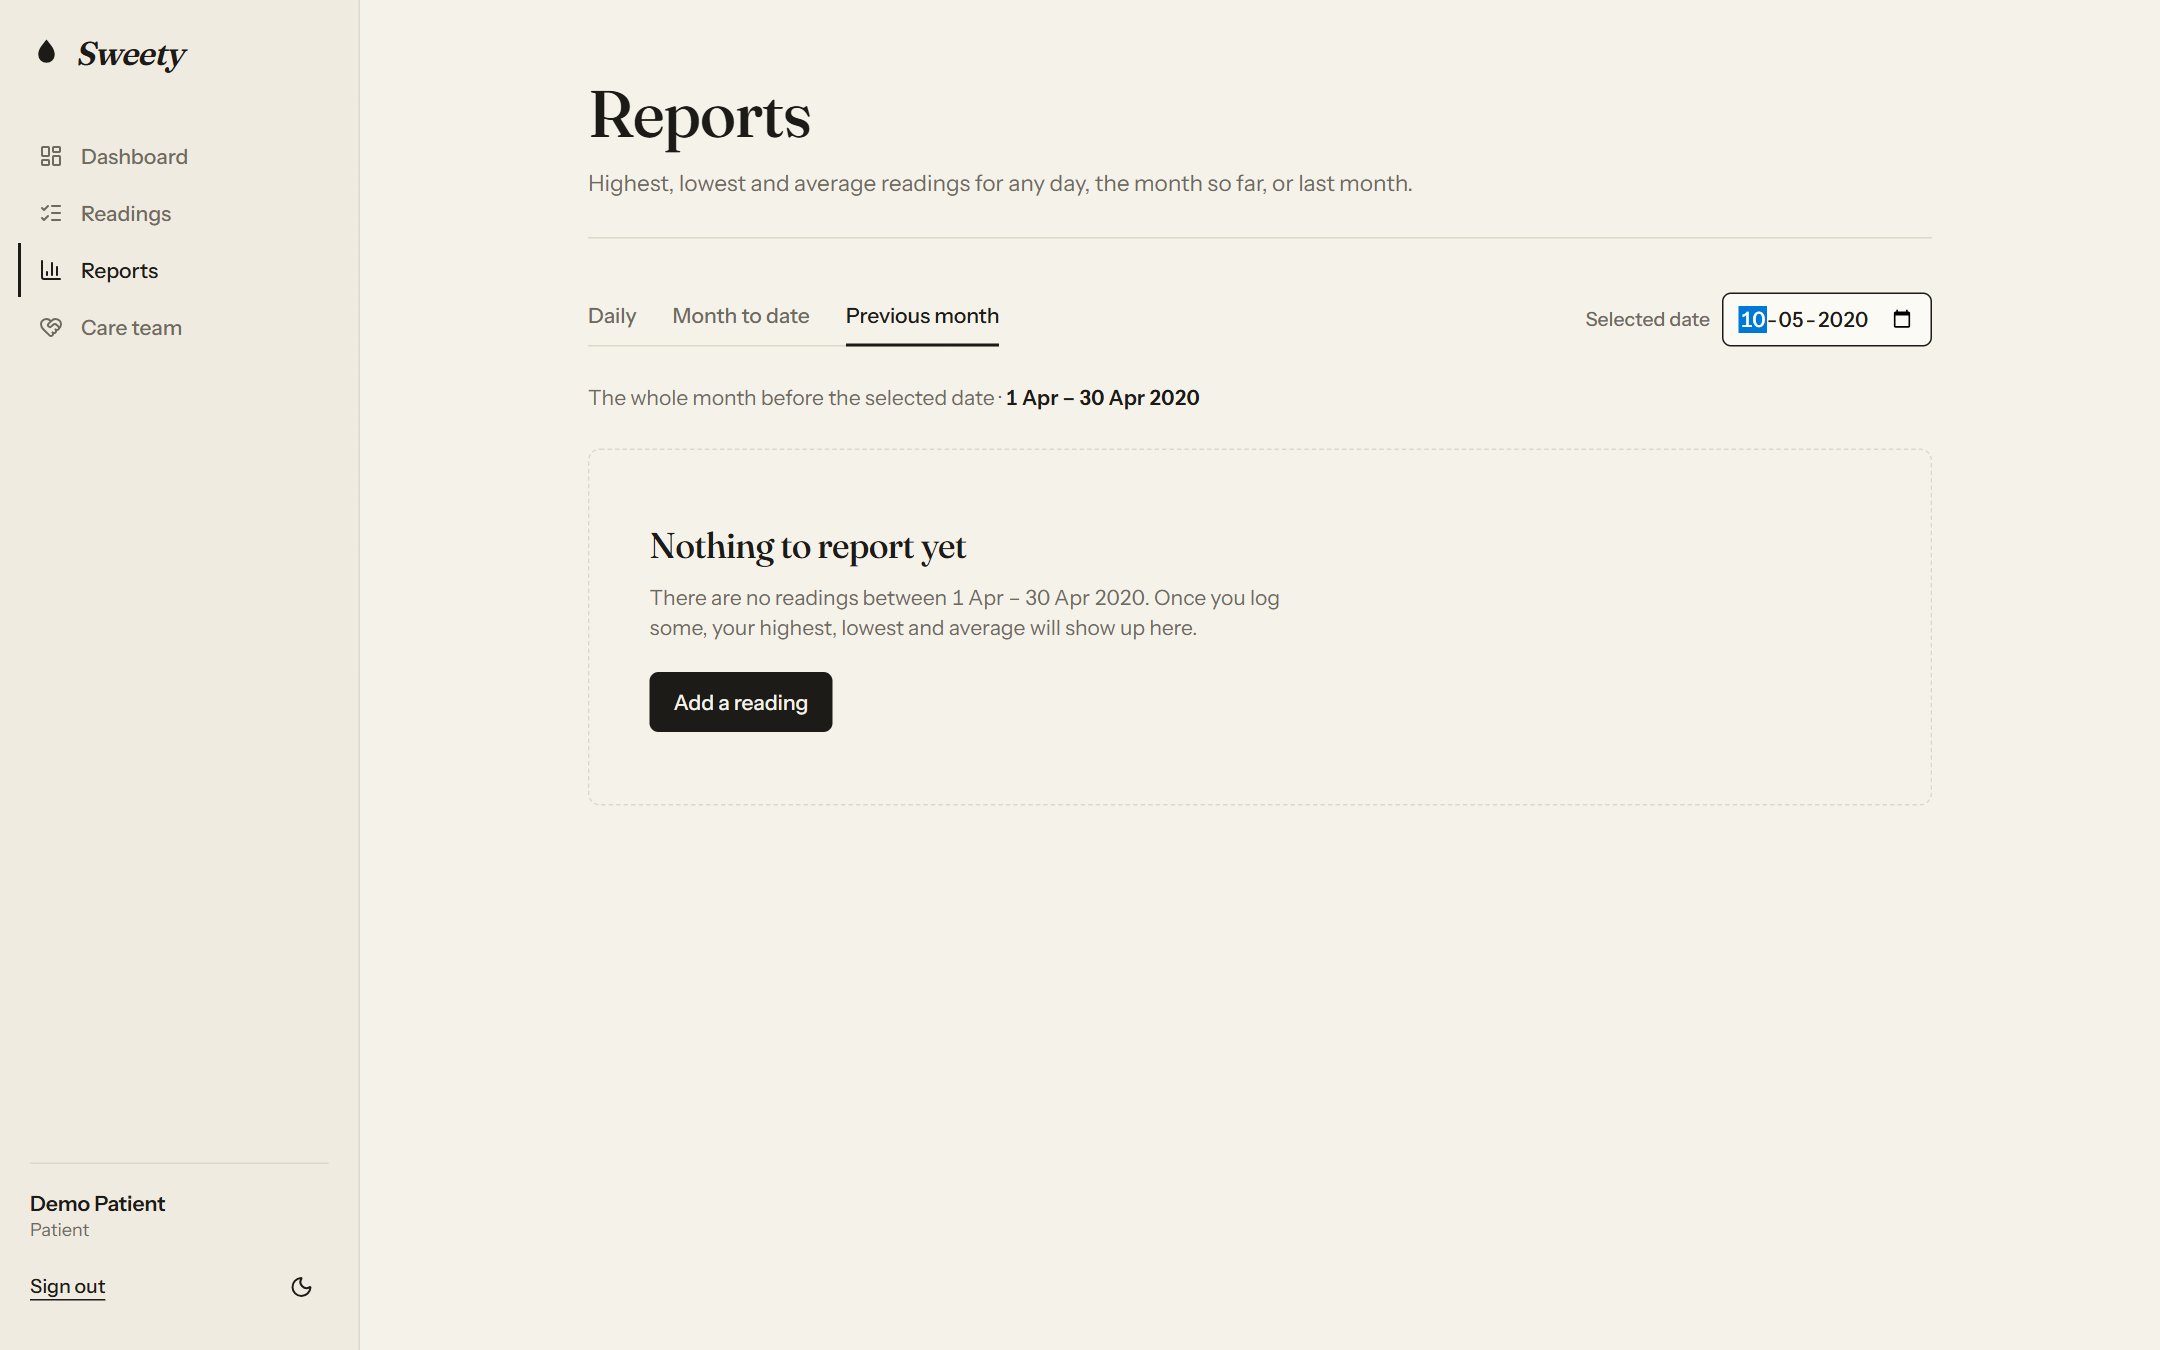 Sweety
Dashboard
Readings
Reports
Care team
Demo Patient
Patient
Sign out
Reports
Highest, lowest and average readings for any day, the month so far, or last month.
Daily Month to date Previous month
Selected date 10-05-2020
The whole month before the selected date · 1 Apr – 30 Apr 2020
Nothing to report yet
There are no readings between 1 Apr – 30 Apr 2020. Once you log
some, your highest, lowest and average will show up here.
Add a reading